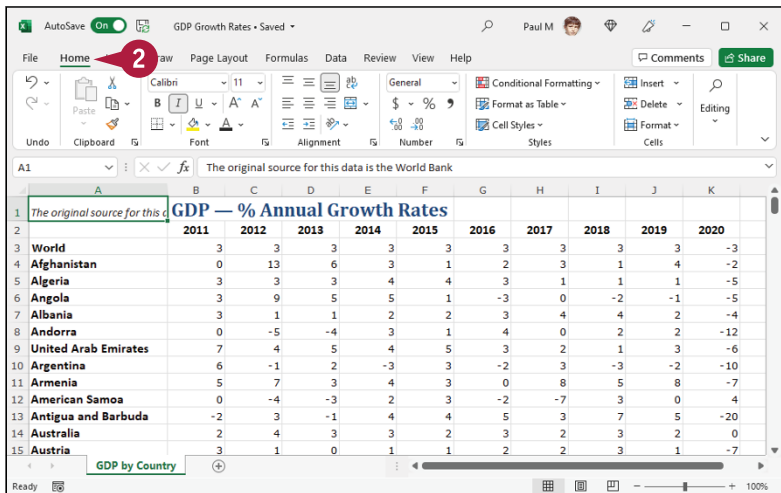 AutoSave On GDP Growth Rates • Saved Paul M
File Home raw Page Layout Formulas Data Review View Help Comments Share
2
Calibri 11 General Conditional Formatting Insert
Paste B I U A A $ % 9 Format as Table Delete Editing
A Cell Styles Format
Undo Clipboard Font Alignment Number Styles Cells
A1 fx The original source for this data is the World Bank
A B C D E F G H I J K
1 The original source for this d GDP — % Annual Growth Rates
2 2011 2012 2013 2014 2015 2016 2017 2018 2019 2020
3 World 3 3 3 3 3 3 3 3 3 -3
4 Afghanistan 0 13 6 3 1 2 3 1 4 -2
5 Algeria 3 3 3 4 4 3 1 1 1 -5
6 Angola 3 9 5 5 1 -3 0 -2 -1 -5
7 Albania 3 1 1 2 2 3 4 4 2 -4
8 Andorra 0 -5 -4 3 1 4 0 2 2 -12
9 United Arab Emirates 7 4 5 4 5 3 2 1 3 -6
10 Argentina 6 -1 2 -3 3 -2 3 -3 -2 -10
11 Armenia 5 7 3 4 3 0 8 5 8 -7
12 American Samoa 0 -4 -3 2 3 -2 -7 3 0 4
13 Antigua and Barbuda -2 3 -1 4 4 5 3 7 5 -20
14 Australia 2 4 3 3 2 3 2 3 2 0
15 Austria 3 1 0 1 1 2 2 3 1 -7
GDP by Country
Ready 100%